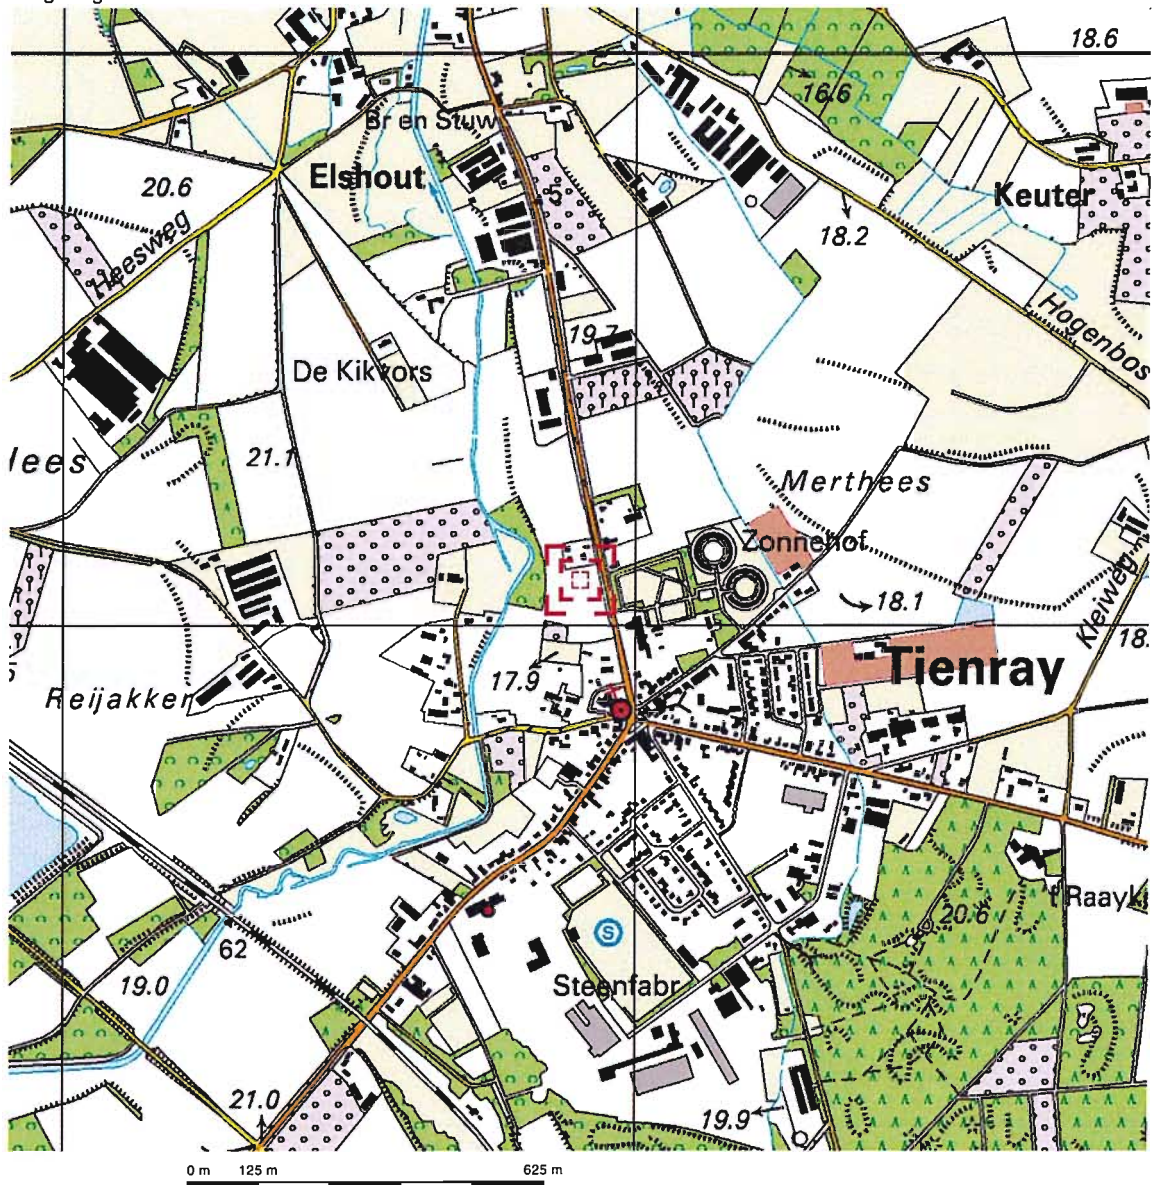 18.6
16.6
Br en Stuw
Elshout
20.6
Keuter
18.2
Heesweg
Hogenbos
19.7
De Kikvors
21.1
Merthees
Zonnehof
18.1
Kleiweg
18.
17.9
Tienray
Reijakker
20.6
't Raayk
62
S
19.0
Steenfabr
21.0
19.9
0 m 125 m 625 m